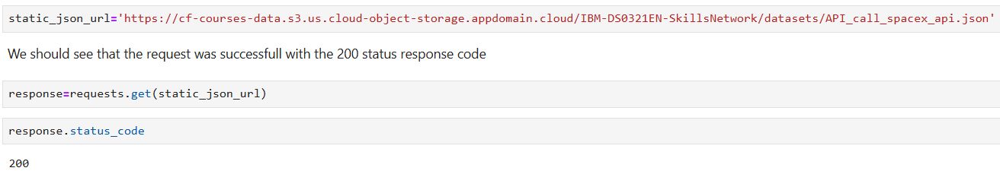 static_json_url='https://cf-courses-data.s3.us.cloud-object-storage.appdomain.cloud/IBM-DS0321EN-SkillsNetwork/datasets/API_call_spacex_api.json'
We should see that the request was successfull with the 200 status response code
response=requests.get(static_json_url)
response.status_code
200